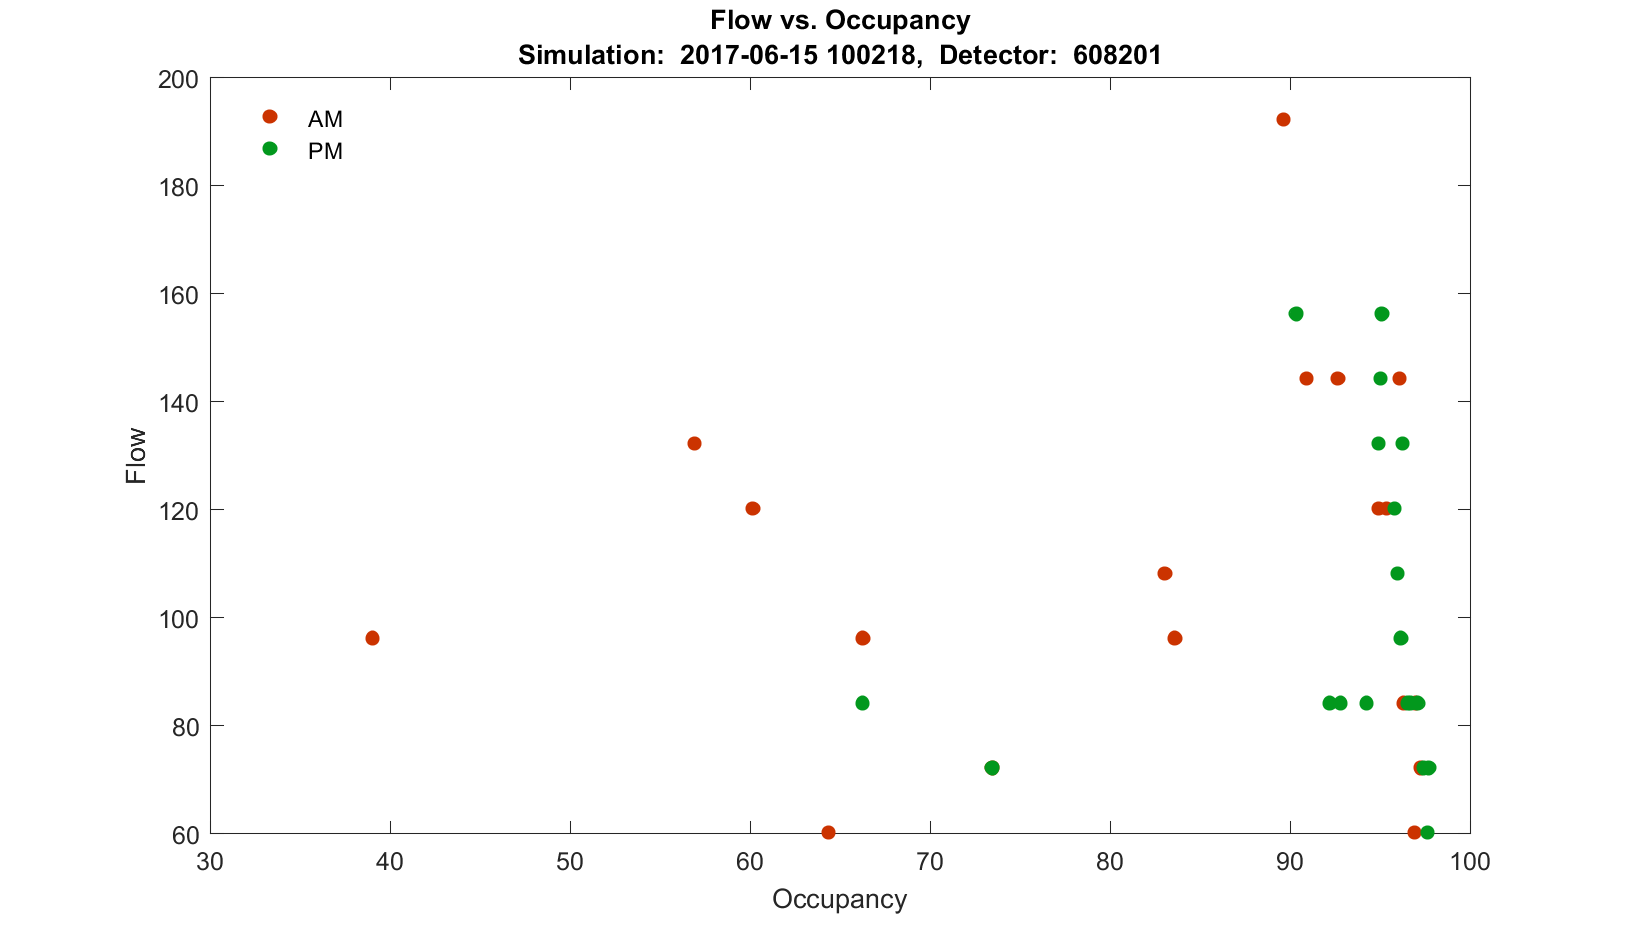 Flow vs. Occupancy
Simulation:  2017-06-15 100218,  Detector:  608201
AM
PM
200
180
160
140
120
100
80
60
Flow
30 40 50 60 70 80 90 100
Occupancy